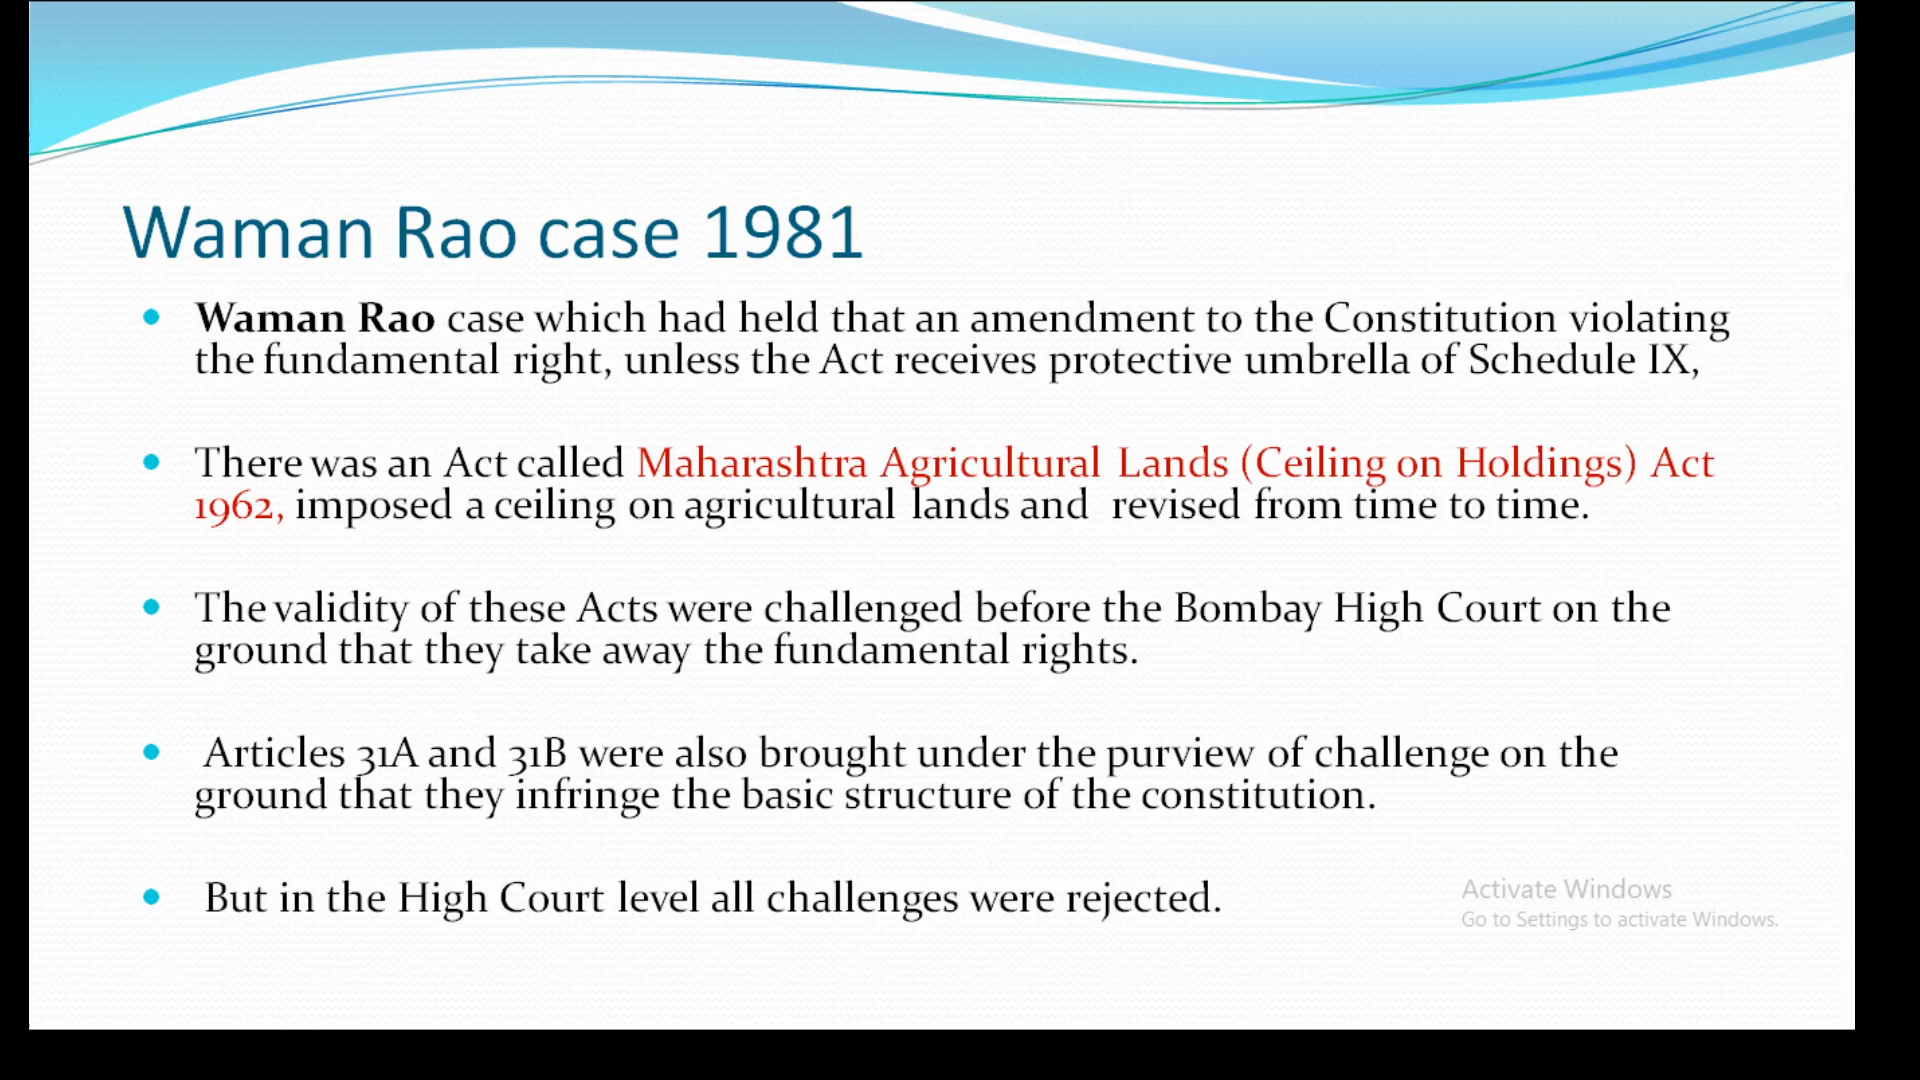 Waman Rao case 1981
Waman Rao case which had held that an amendment to the Constitution violating
the fundamental right, unless the Act receives protective umbrella of Schedule IX,
There was an Act called Maharashtra Agricultural Lands (Ceiling on Holdings) Act
1962, imposed a ceiling on agricultural lands and revised from time to time.
The validity of these Acts were challenged before the Bombay High Court on the
ground that they take away the fundamental rights.
Articles 31A and 31B were also brought under the purview of challenge on the
ground that they infringe the basic structure of the constitution.
But in the High Court level all challenges were rejected.
Activate Windows
Go to Settings to activate Windows.